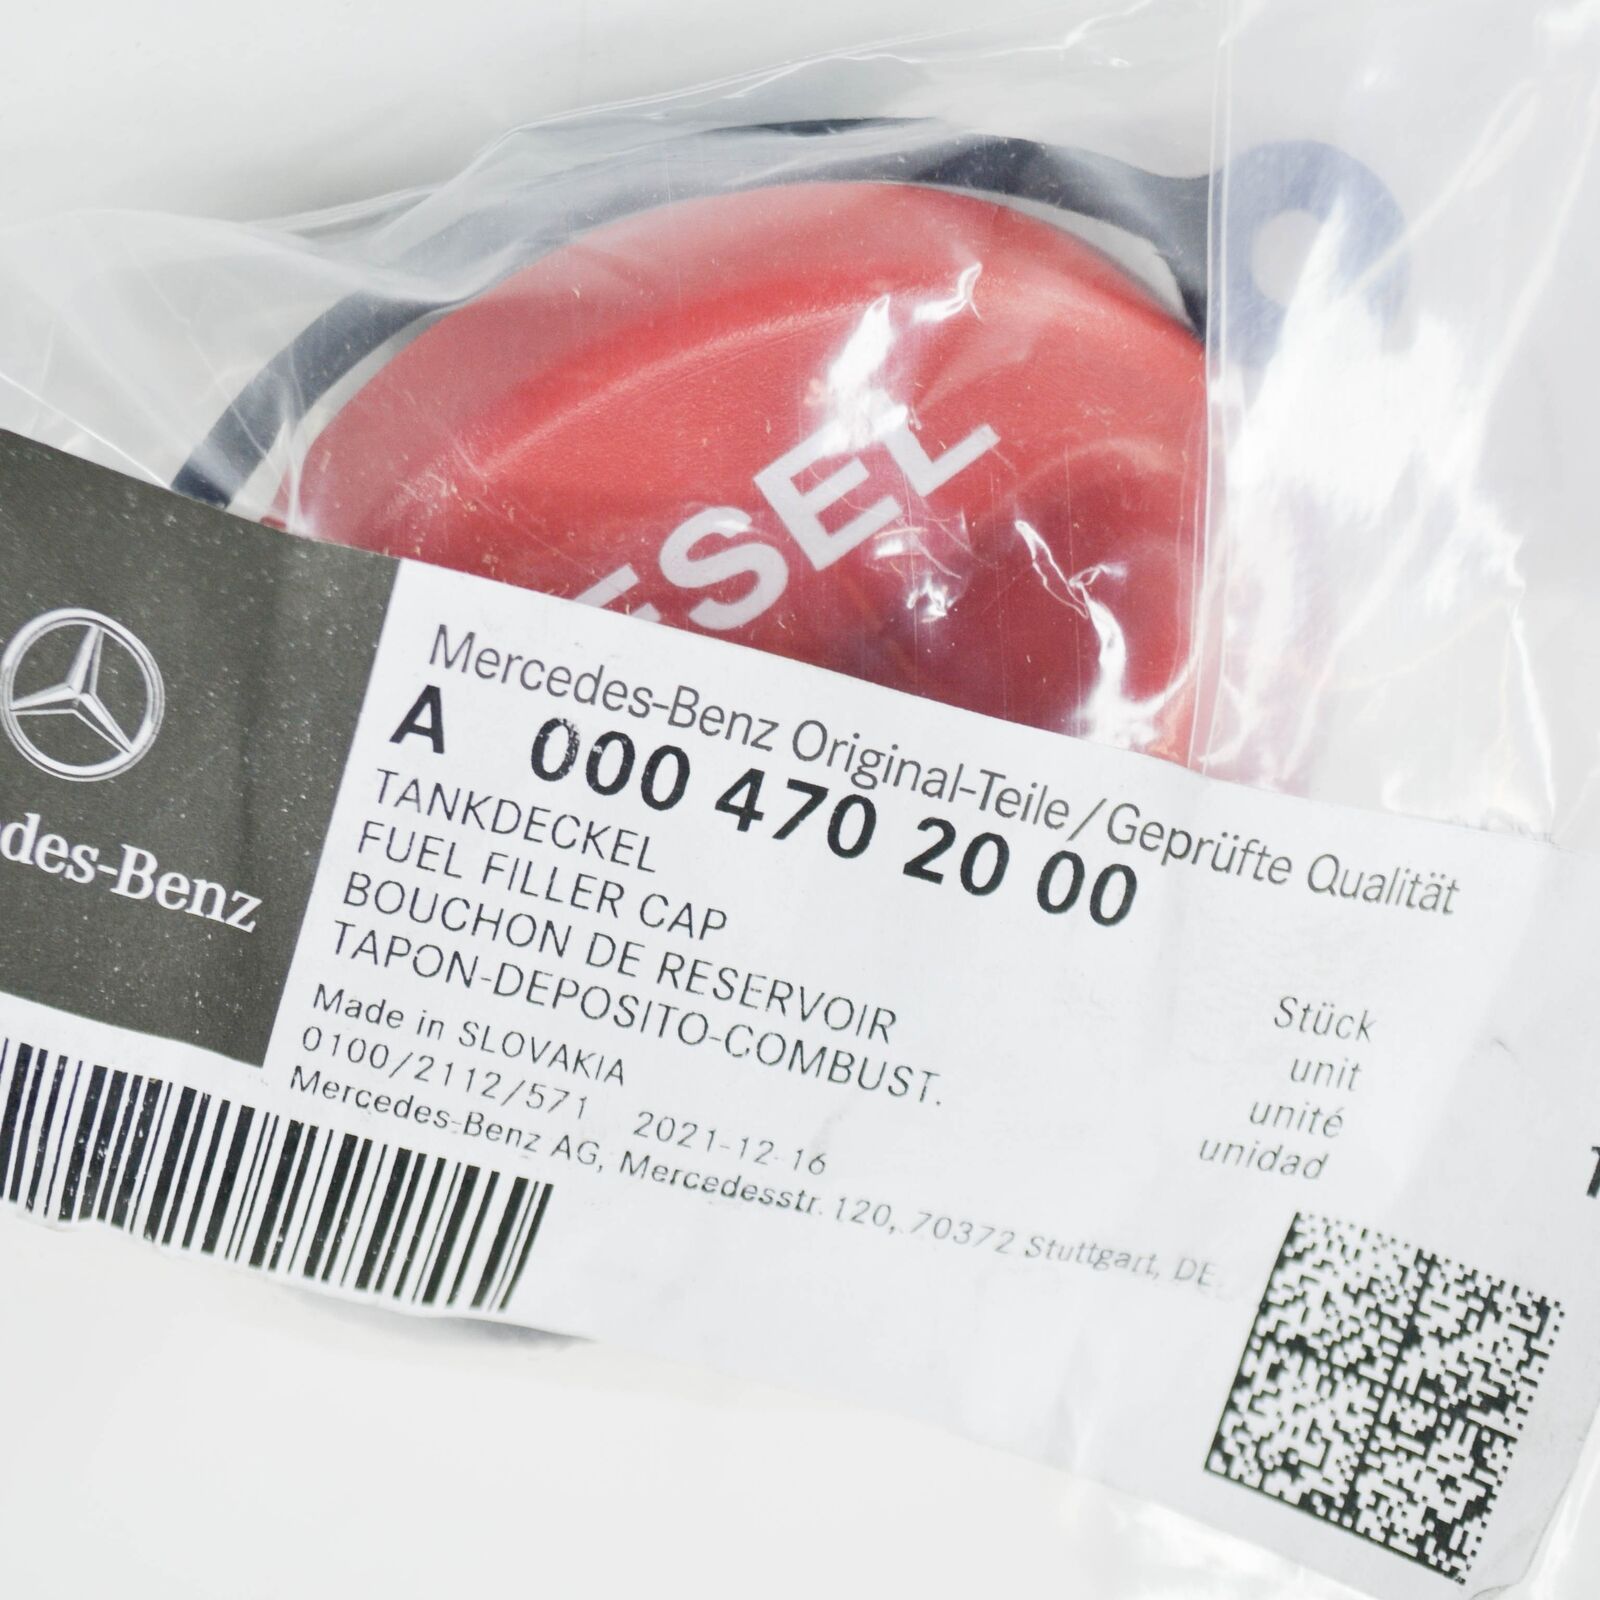 ESEL
Mercedes-Benz Original-Teile/Geprüfte Qualität
A 000 470 20 00
TANKDECKEL
FUEL FILLER CAP
BOUCHON DE RESERVOIR
TAPON-DEPOSITO-COMBUST.
Made in SLOVAKIA
0100/2112/571 2021-12-16
Mercedes-Benz AG, Mercedesstr. 120, 70372 Stuttgart, DE
Stück
unit
unité
unidad
des-Benz